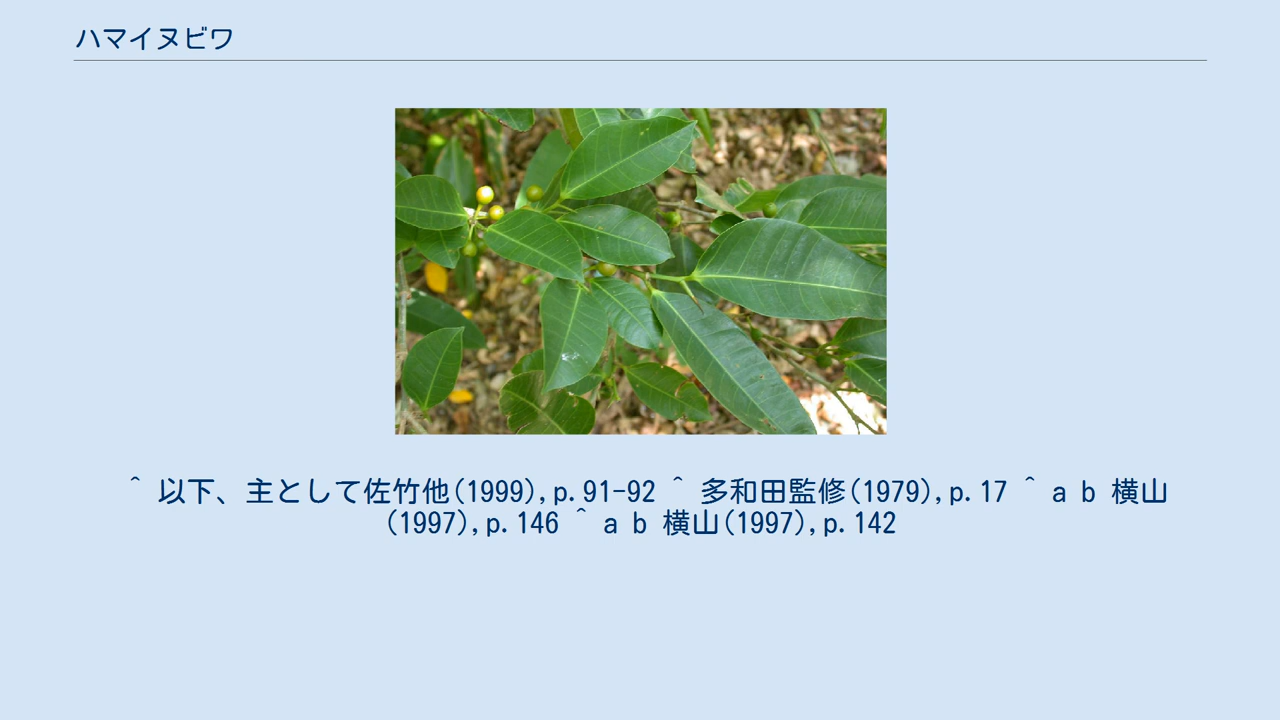 ハマイヌビワ
^ 以下、主として佐竹他(1999),p.91-92 ^ 多和田監修(1979),p.17 ^ a b 横山
(1997),p.146 ^ a b 横山(1997),p.142